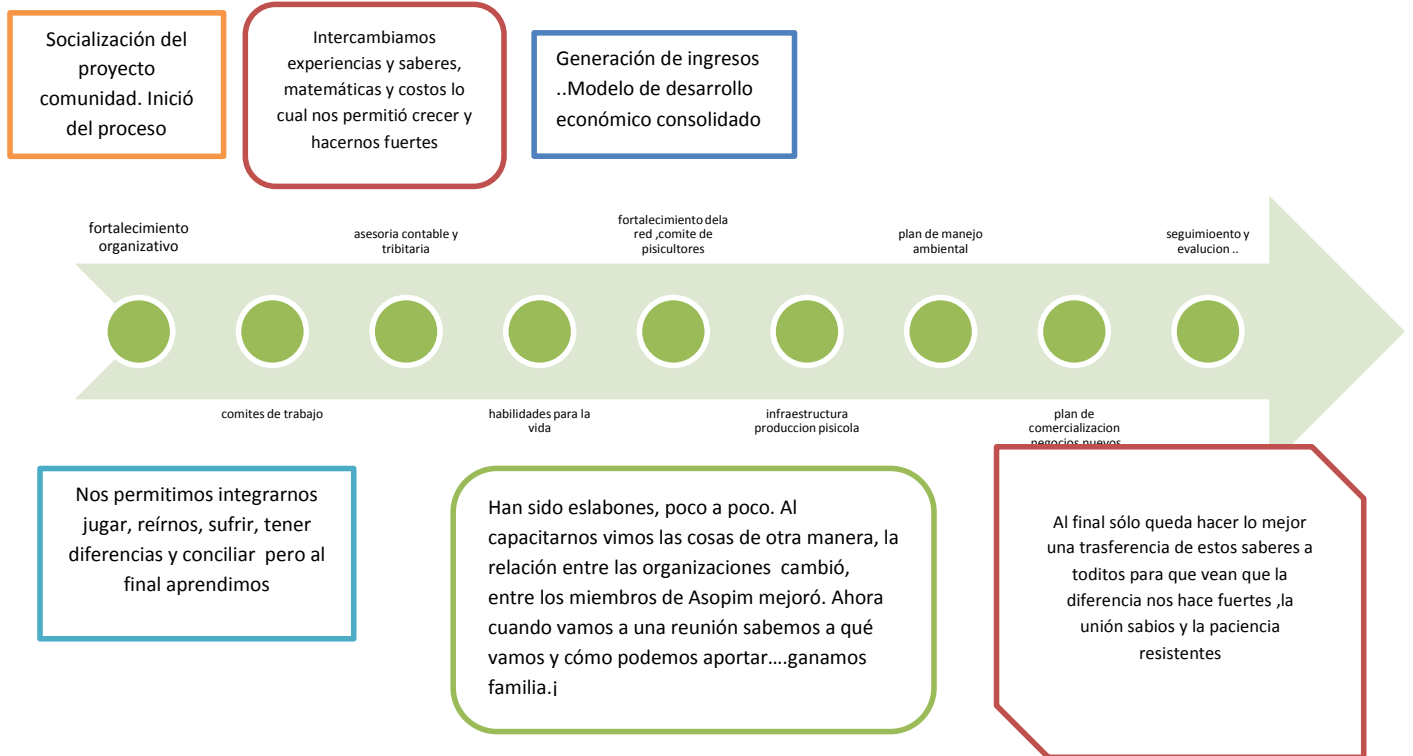 Socialización del
proyecto
comunidad. Inició
del proceso
Intercambiamos
experiencias y saberes,
matemáticas y costos lo
cual nos permitió crecer y
hacernos fuertes
Generación de ingresos
..Modelo de desarrollo
económico consolidado
fortalecimiento
organizativo
asesoria contable y
tribitaria
fortalecimiento dela
red ,comite de
pisicultores
plan de manejo
ambiental
seguimioento y
evalucion ..
comites de trabajo
habilidades para la
vida
infraestructura
produccion pisicola
plan de
comercializacion
negocios nuevos
Nos permitimos integrarnos
jugar, reírnos, sufrir, tener
diferencias y conciliar pero al
final aprendimos
Han sido eslabones, poco a poco. Al
capacitarnos vimos las cosas de otra manera, la
relación entre las organizaciones cambió,
entre los miembros de Asopim mejoró. Ahora
cuando vamos a una reunión sabemos a qué
vamos y cómo podemos aportar….ganamos
familia.¡
Al final sólo queda hacer lo mejor
una trasferencia de estos saberes a
toditos para que vean que la
diferencia nos hace fuertes ,la
unión sabios y la paciencia
resistentes